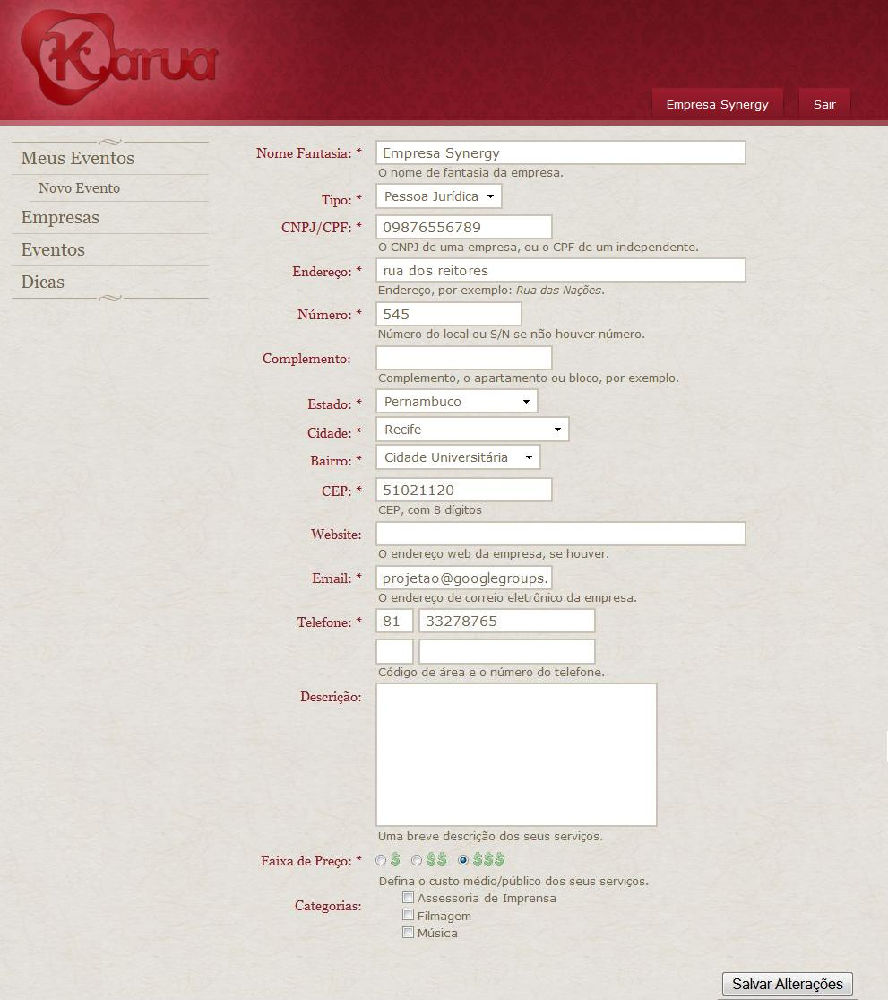 Karua
Empresa Synergy
Sair
Meus Eventos
Novo Evento
Empresas
Eventos
Dicas
Nome Fantasia: * Empresa Synergy
O nome de fantasia da empresa.
Tipo: * Pessoa Jurídica
CNPJ/CPF: * 09876556789
O CNPJ de uma empresa, ou o CPF de um independente.
Endereço: * rua dos reitores
Endereço, por exemplo: Rua das Nações.
Número: * 545
Número do local ou S/N se não houver número.
Complemento:
Complemento, o apartamento ou bloco, por exemplo.
Estado: * Pernambuco
Cidade: * Recife
Bairro: * Cidade Universitária
CEP: * 51021120
CEP, com 8 dígitos
Website:
O endereço web da empresa, se houver.
Email: * projetao@googlegroups.
O endereço de correio eletrônico da empresa.
Telefone: * 81 33278765
Código de área e o número do telefone.
Descrição:
Uma breve descrição dos seus serviços.
Faixa de Preço: * $ $$ $$$
Defina o custo médio/público dos seus serviços.
Categorias:
Assessoria de Imprensa
Filmagem
Música
Salvar Alterações